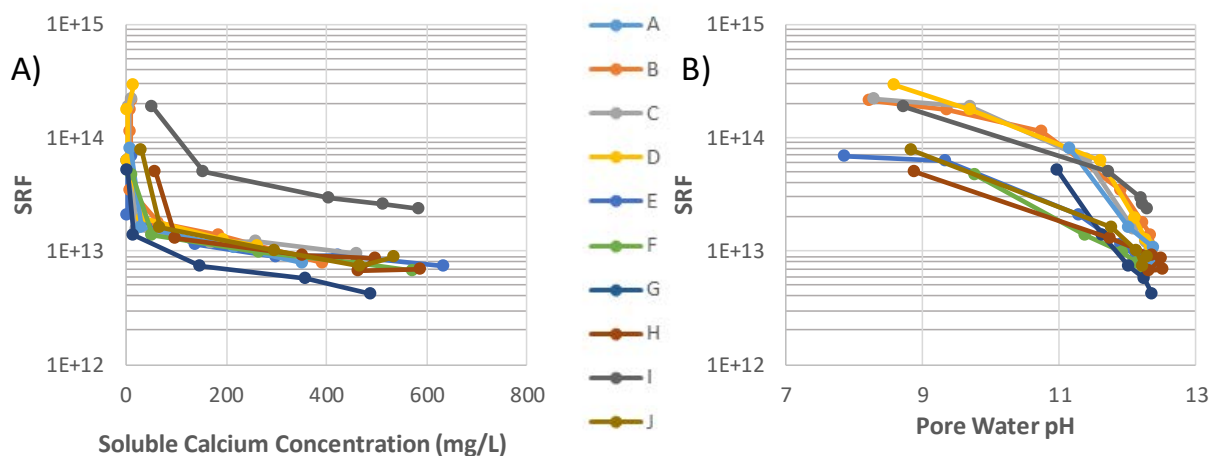 A)
1E+15
1E+14
1E+13
1E+12
SRF
0 200 400 600 800
Soluble Calcium Concentration (mg/L)
A
B
C
D
E
F
G
H
I
J
B)
1E+15
1E+14
1E+13
1E+12
SRF
7 9 11 13
Pore Water pH